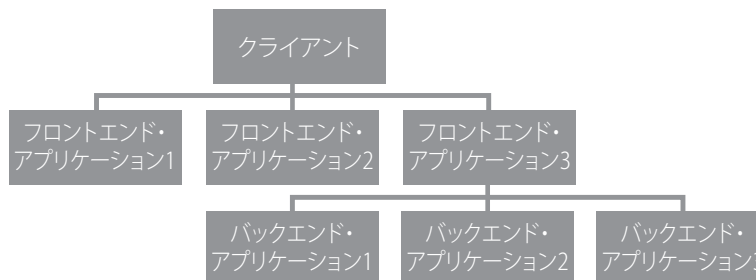 クライアント
フロントエンド・
アプリケーション1
フロントエンド・
アプリケーション2
フロントエンド・
アプリケーション3
バックエンド・
アプリケーション1
バックエンド・
アプリケーション2
バックエンド・
アプリケーション